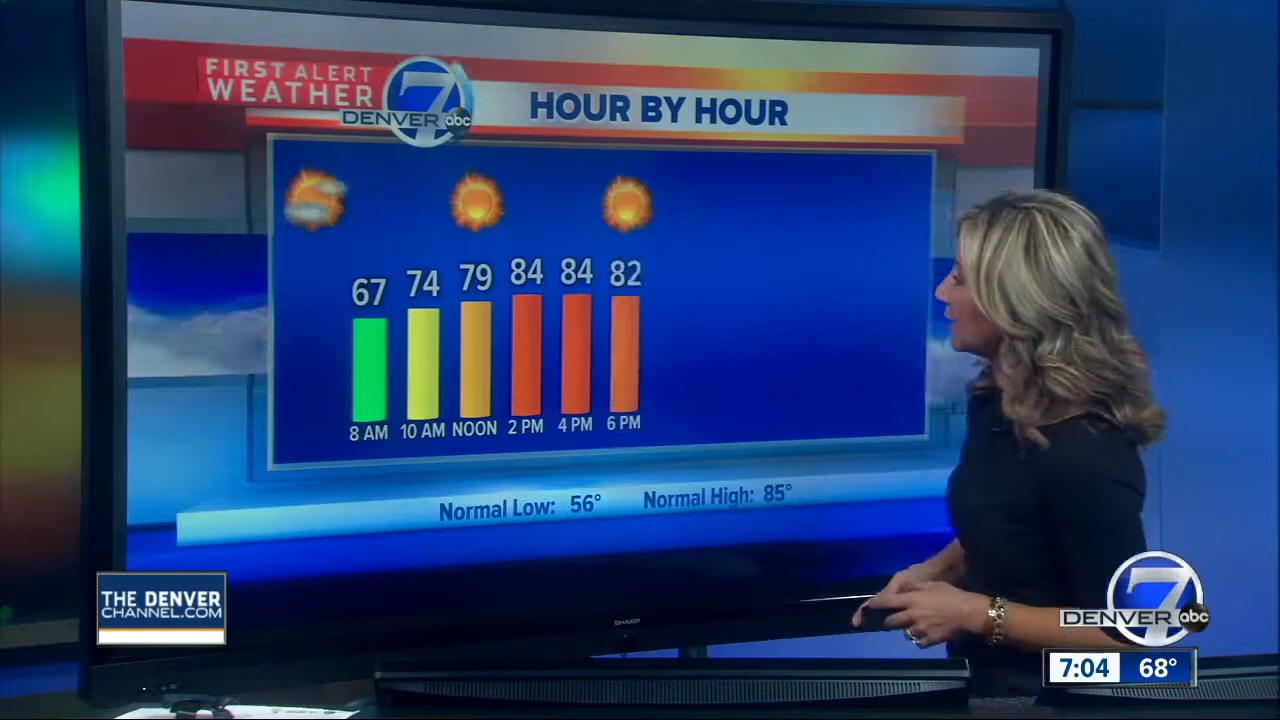 FIRST ALERT
WEATHER
7
DENVER abc
HOUR BY HOUR
67 74 79 84 84 82
8 AM 10 AM NOON 2 PM 4 PM 6 PM
Normal Low: 56° Normal High: 85°
SHARP
THE DENVER
CHANNEL.COM
7
DENVER abc
7:04 68°